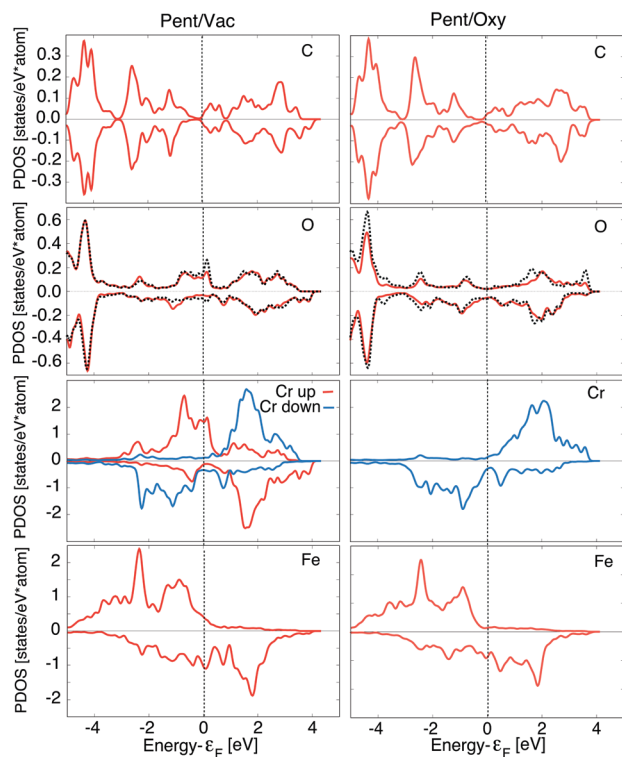 Pent/Vac
Pent/Oxy
PDOS [states/eV*atom]
0.3
0.2
0.1
0.0
-0.1
-0.2
-0.3
C
C
PDOS [states/eV*atom]
0.6
0.4
0.2
0.0
-0.2
-0.4
-0.6
O
O
PDOS [states/eV*atom]
2
1
0
-1
-2
Cr up
Cr down
Cr
PDOS [states/eV*atom]
2
1
0
-1
-2
Fe
Fe
-4 -2 0 2 4
-4 -2 0 2 4
Energy-εF [eV]
Energy-εF [eV]